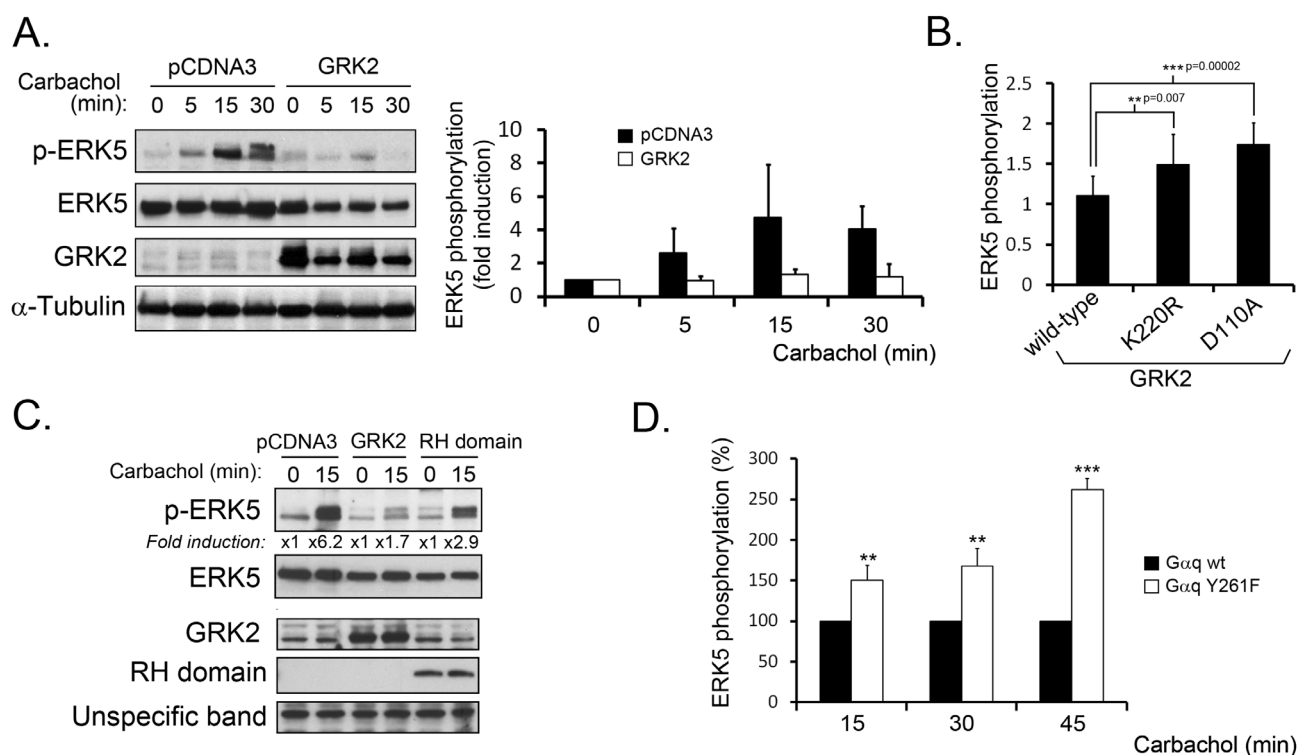 A.
pCDNA3 GRK2
Carbachol
(min): 0 5 15 30 0 5 15 30
p-ERK5
ERK5
GRK2
α-Tubulin
ERK5 phosphorylation
(fold induction)
10
8
6
4
2
0
pCDNA3
GRK2
0 5 15 30
Carbachol (min)
B.
ERK5 phosphorylation
2.5
2
1.5
1
0.5
0
***p=0.00002
**p=0.007
wild-type K220R D110A
GRK2
C.
pCDNA3 GRK2 RH domain
Carbachol (min): 0 15 0 15 0 15
p-ERK5
Fold induction: x1 x6.2 x1 x1.7 x1 x2.9
ERK5
GRK2
RH domain
Unspecific band
D.
ERK5 phosphorylation (%)
300
250
200
150
100
50
0
** ** ***
Gαq wt
Gαq Y261F
15 30 45
Carbachol (min)